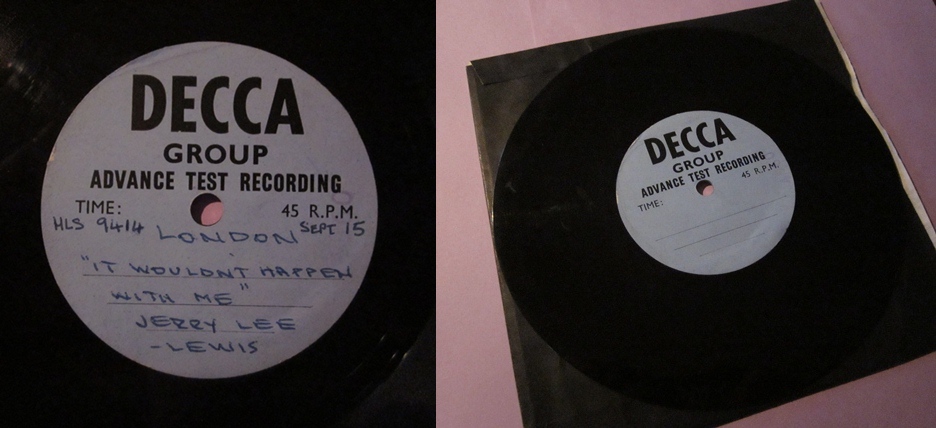 DECCA
GROUP
ADVANCE TEST RECORDING
TIME: 45 R.P.M.
HLS 9414 LONDON SEPT 15
"IT WOULDNT HAPPEN
WITH ME"
JERRY LEE
-LEWIS
DECCA
GROUP
ADVANCE TEST RECORDING
TIME: 45 R.P.M.